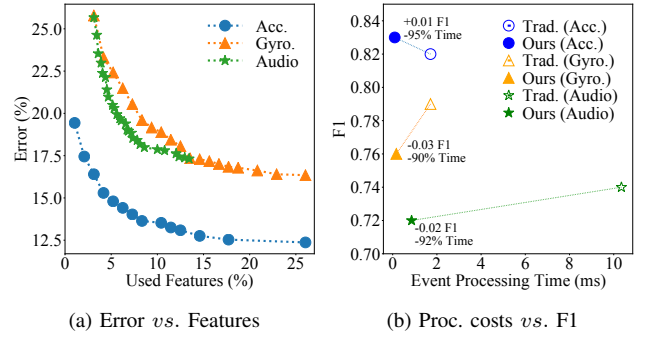 Error (%)
25.0
22.5
20.0
17.5
15.0
12.5
0
5
10
15
20
25
Used Features (%)
Acc.
Gyro.
Audio
(a) Error vs. Features
F1
0.84
0.82
0.80
0.78
0.76
0.74
0.72
0.70
0
2
4
6
8
10
Event Processing Time (ms)
+0.01 F1
-95% Time
-0.03 F1
-90% Time
-0.02 F1
-92% Time
Trad. (Acc.)
Ours (Acc.)
Trad. (Gyro.)
Ours (Gyro.)
Trad. (Audio)
Ours (Audio)
(b) Proc. costs vs. F1